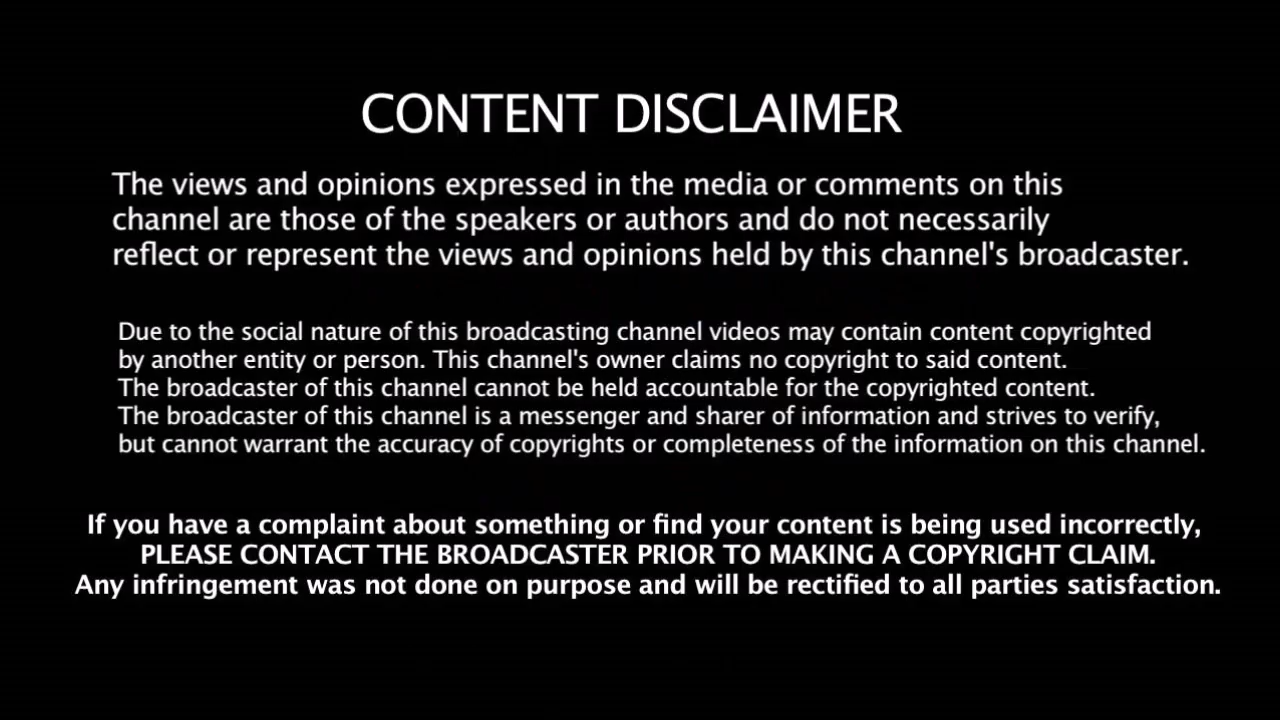 CONTENT DISCLAIMER
The views and opinions expressed in the media or comments on this
channel are those of the speakers or authors and do not necessarily
reflect or represent the views and opinions held by this channel's broadcaster.
Due to the social nature of this broadcasting channel videos may contain content copyrighted
by another entity or person. This channel's owner claims no copyright to said content.
The broadcaster of this channel cannot be held accountable for the copyrighted content.
The broadcaster of this channel is a messenger and sharer of information and strives to verify,
but cannot warrant the accuracy of copyrights or completeness of the information on this channel.
If you have a complaint about something or find your content is being used incorrectly,
PLEASE CONTACT THE BROADCASTER PRIOR TO MAKING A COPYRIGHT CLAIM.
Any infringement was not done on purpose and will be rectified to all parties satisfaction.